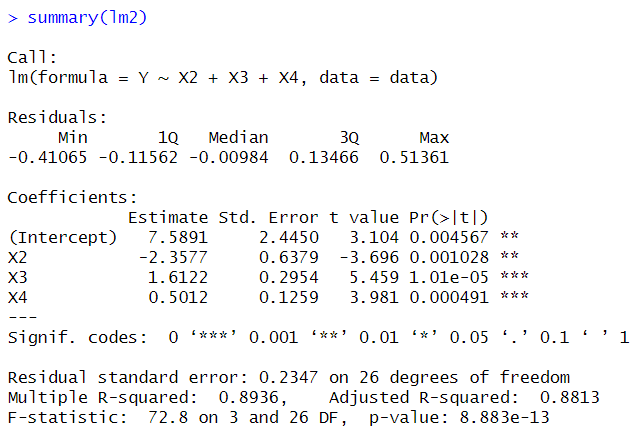 > summary(lm2)
Call:
lm(formula = Y ~ X2 + X3 + X4, data = data)
Residuals:
     Min       1Q   Median       3Q      Max
-0.41065 -0.11562 -0.00984  0.13466  0.51361
Coefficients:
            Estimate Std. Error t value Pr(>|t|)
(Intercept)   7.5891     2.4450   3.104 0.004567 **
X2           -2.3577     0.6379  -3.696 0.001028 **
X3            1.6122     0.2954   5.459 1.01e-05 ***
X4            0.5012     0.1259   3.981 0.000491 ***
---
Signif. codes:  0 ‘***’ 0.001 ‘**’ 0.01 ‘*’ 0.05 ‘.’ 0.1 ‘ ’ 1
Residual standard error: 0.2347 on 26 degrees of freedom
Multiple R-squared:  0.8936,    Adjusted R-squared:  0.8813
F-statistic:  72.8 on 3 and 26 DF,  p-value: 8.883e-13